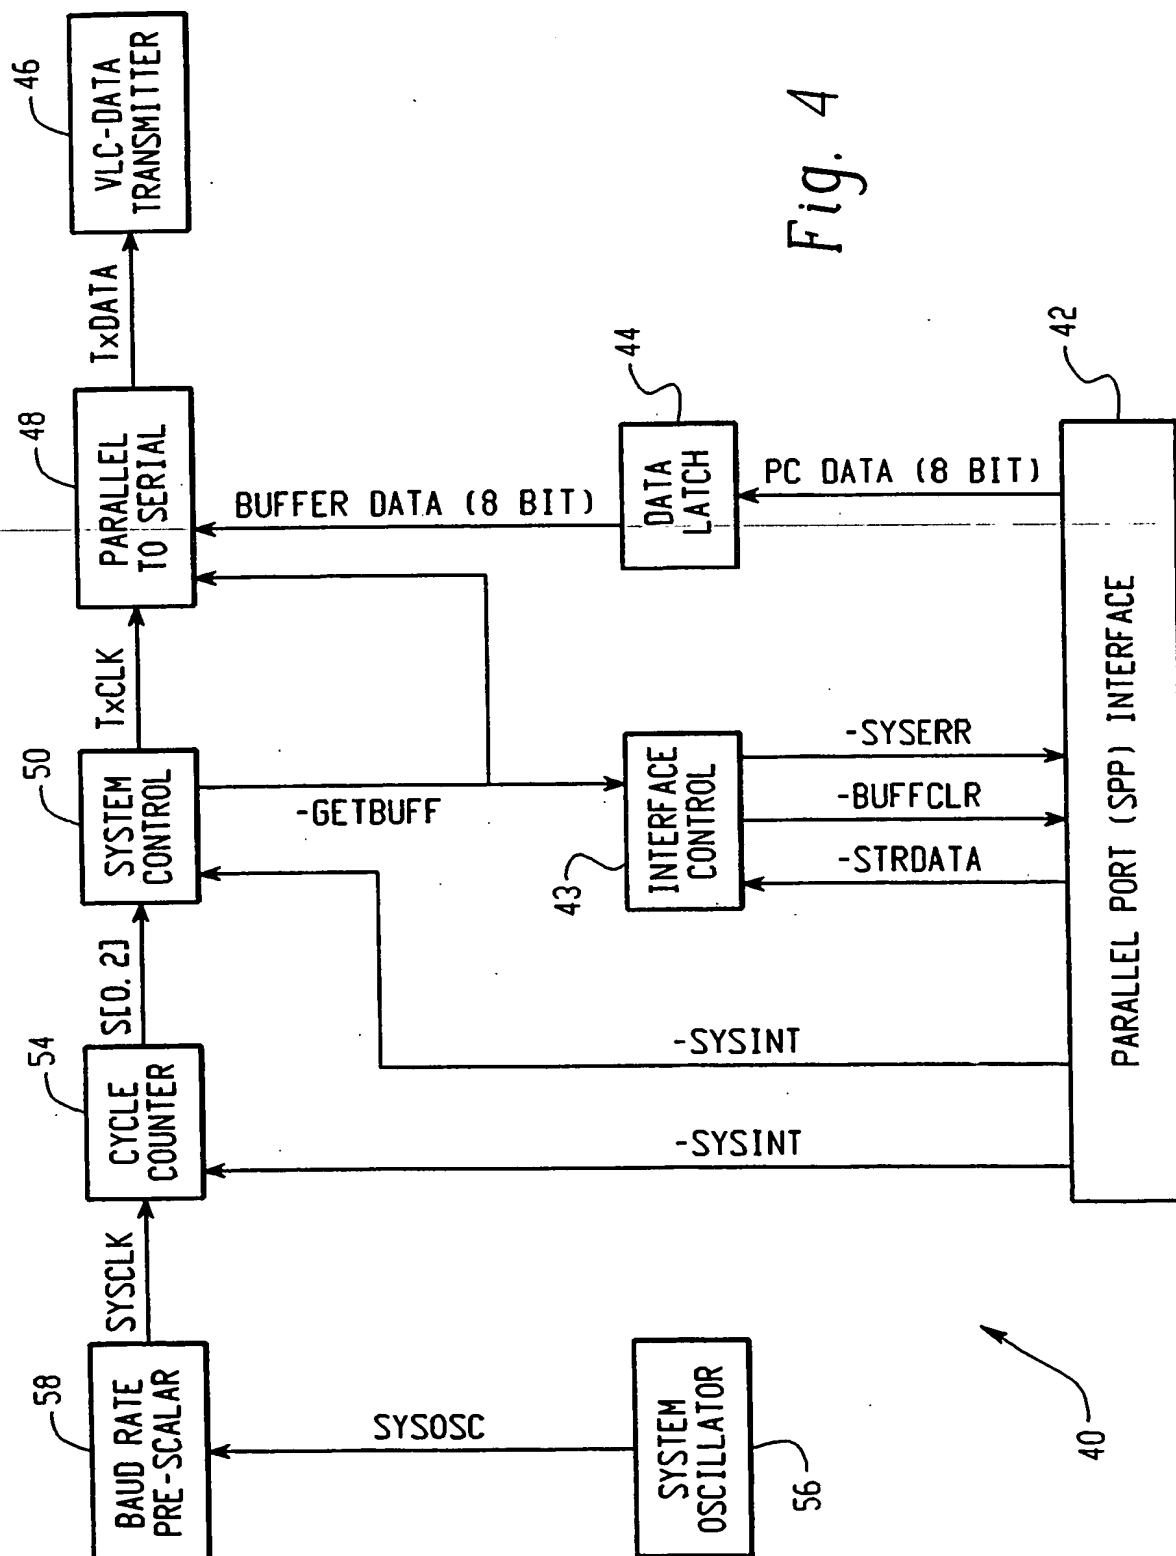 58
BAUD RATE
PRE-SCALAR
SYSCLK
54
CYCLE
COUNTER
S[0.2]
50
SYSTEM
CONTROL
TxCLK
48
PARALLEL
TO SERIAL
TxDATA
46
VLC-DATA
TRANSMITTER
SYSOSC
-SYSINT
-SYSINT
-GETBUFF
BUFFER DATA (8 BIT)
SYSTEM
OSCILLATOR
56
43
INTERFACE
CONTROL
44
DATA
LATCH
-STRDATA
-BUFFCLR
-SYSERR
PC DATA (8 BIT)
40
PARALLEL PORT (SPP) INTERFACE
42
Fig. 4